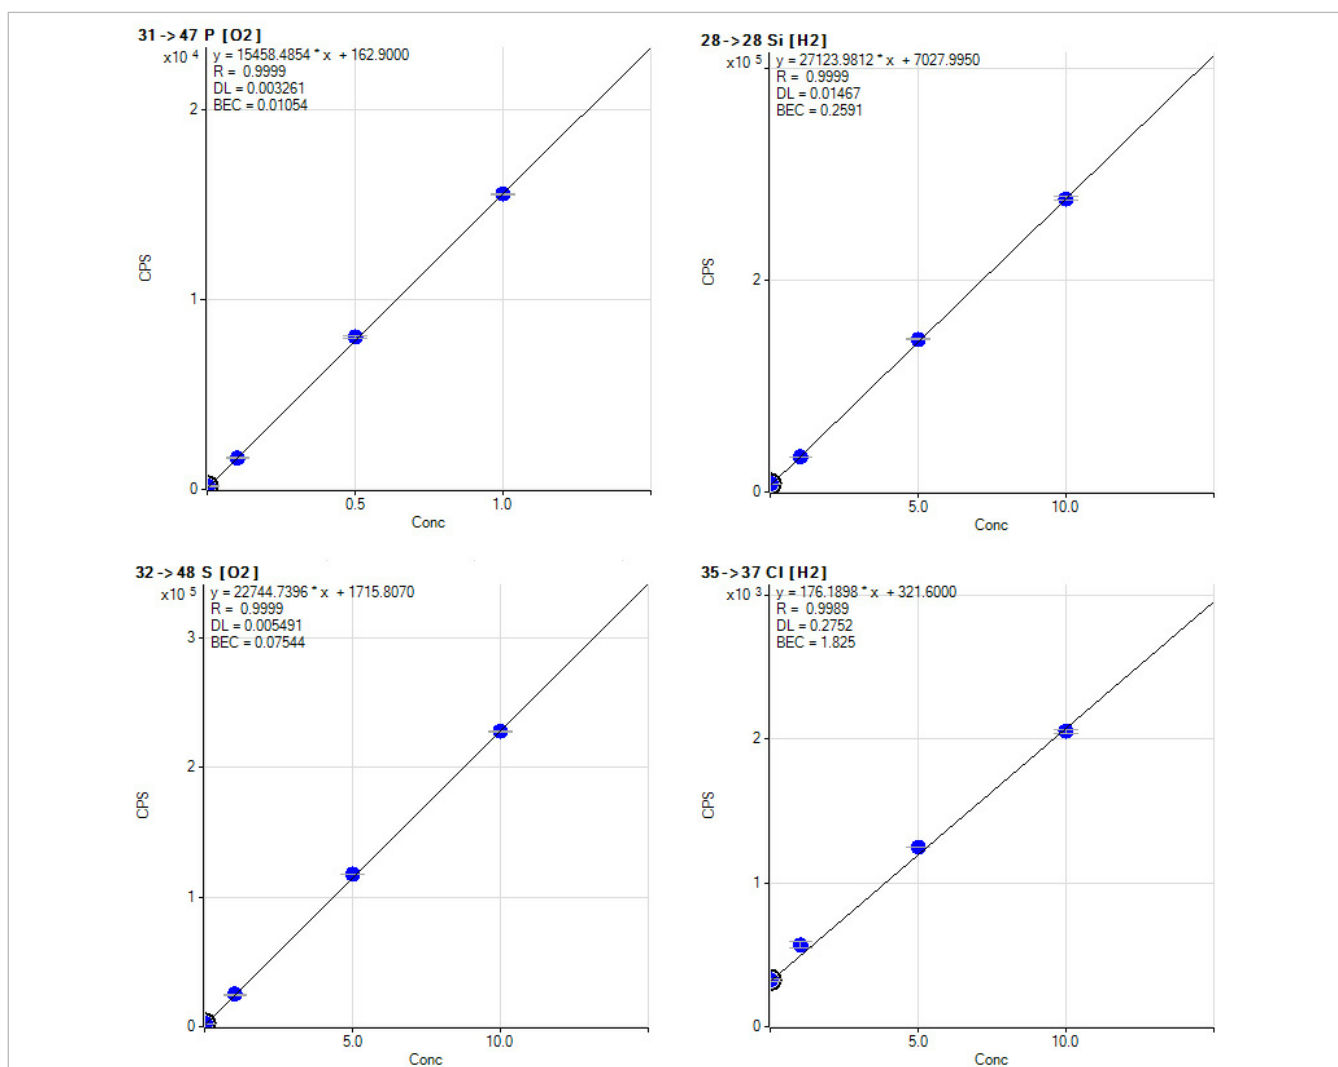 31->47 P [O2]
x10 4
y = 15458.4854 * x + 162.9000
R = 0.9999
DL = 0.003261
BEC = 0.01054
2
1
0
CPS
0.5
1.0
Conc
28->28 Si [H2]
x10 5
y = 27123.9812 * x + 7027.9950
R = 0.9999
DL = 0.01467
BEC = 0.2591
2
0
CPS
5.0
10.0
Conc
32->48 S [O2]
x10 5
y = 22744.7396 * x + 1715.8070
R = 0.9999
DL = 0.005491
BEC = 0.07544
3
2
1
0
CPS
5.0
10.0
Conc
35->37 Cl [H2]
x10 3
y = 176.1898 * x + 321.6000
R = 0.9989
DL = 0.2752
BEC = 1.825
2
1
0
CPS
5.0
10.0
Conc